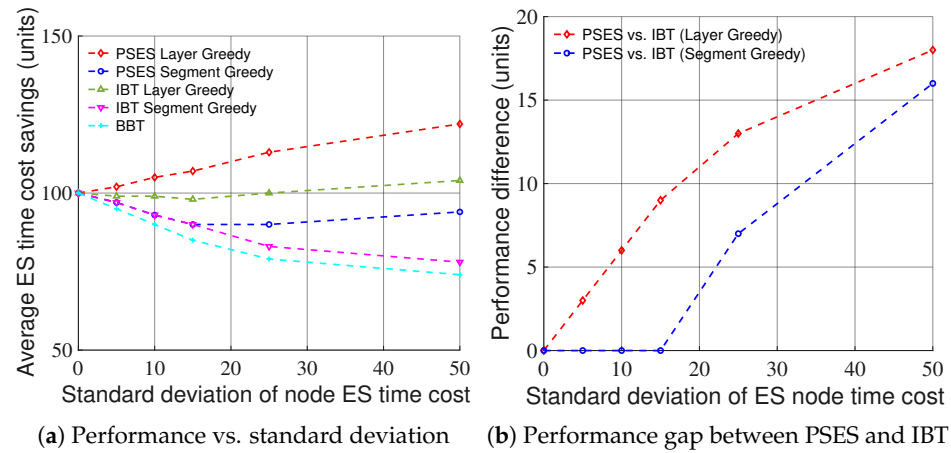 150
100
50
Average ES time cost savings (units)
PSES Layer Greedy
PSES Segment Greedy
IBT Layer Greedy
IBT Segment Greedy
BBT
0 10 20 30 40 50
Standard deviation of node ES time cost
(a) Performance vs. standard deviation
20
15
10
5
0
Performance difference (units)
PSES vs. IBT (Layer Greedy)
PSES vs. IBT (Segment Greedy)
0 10 20 30 40 50
Standard deviation of ES node time cost
(b) Performance gap between PSES and IBT